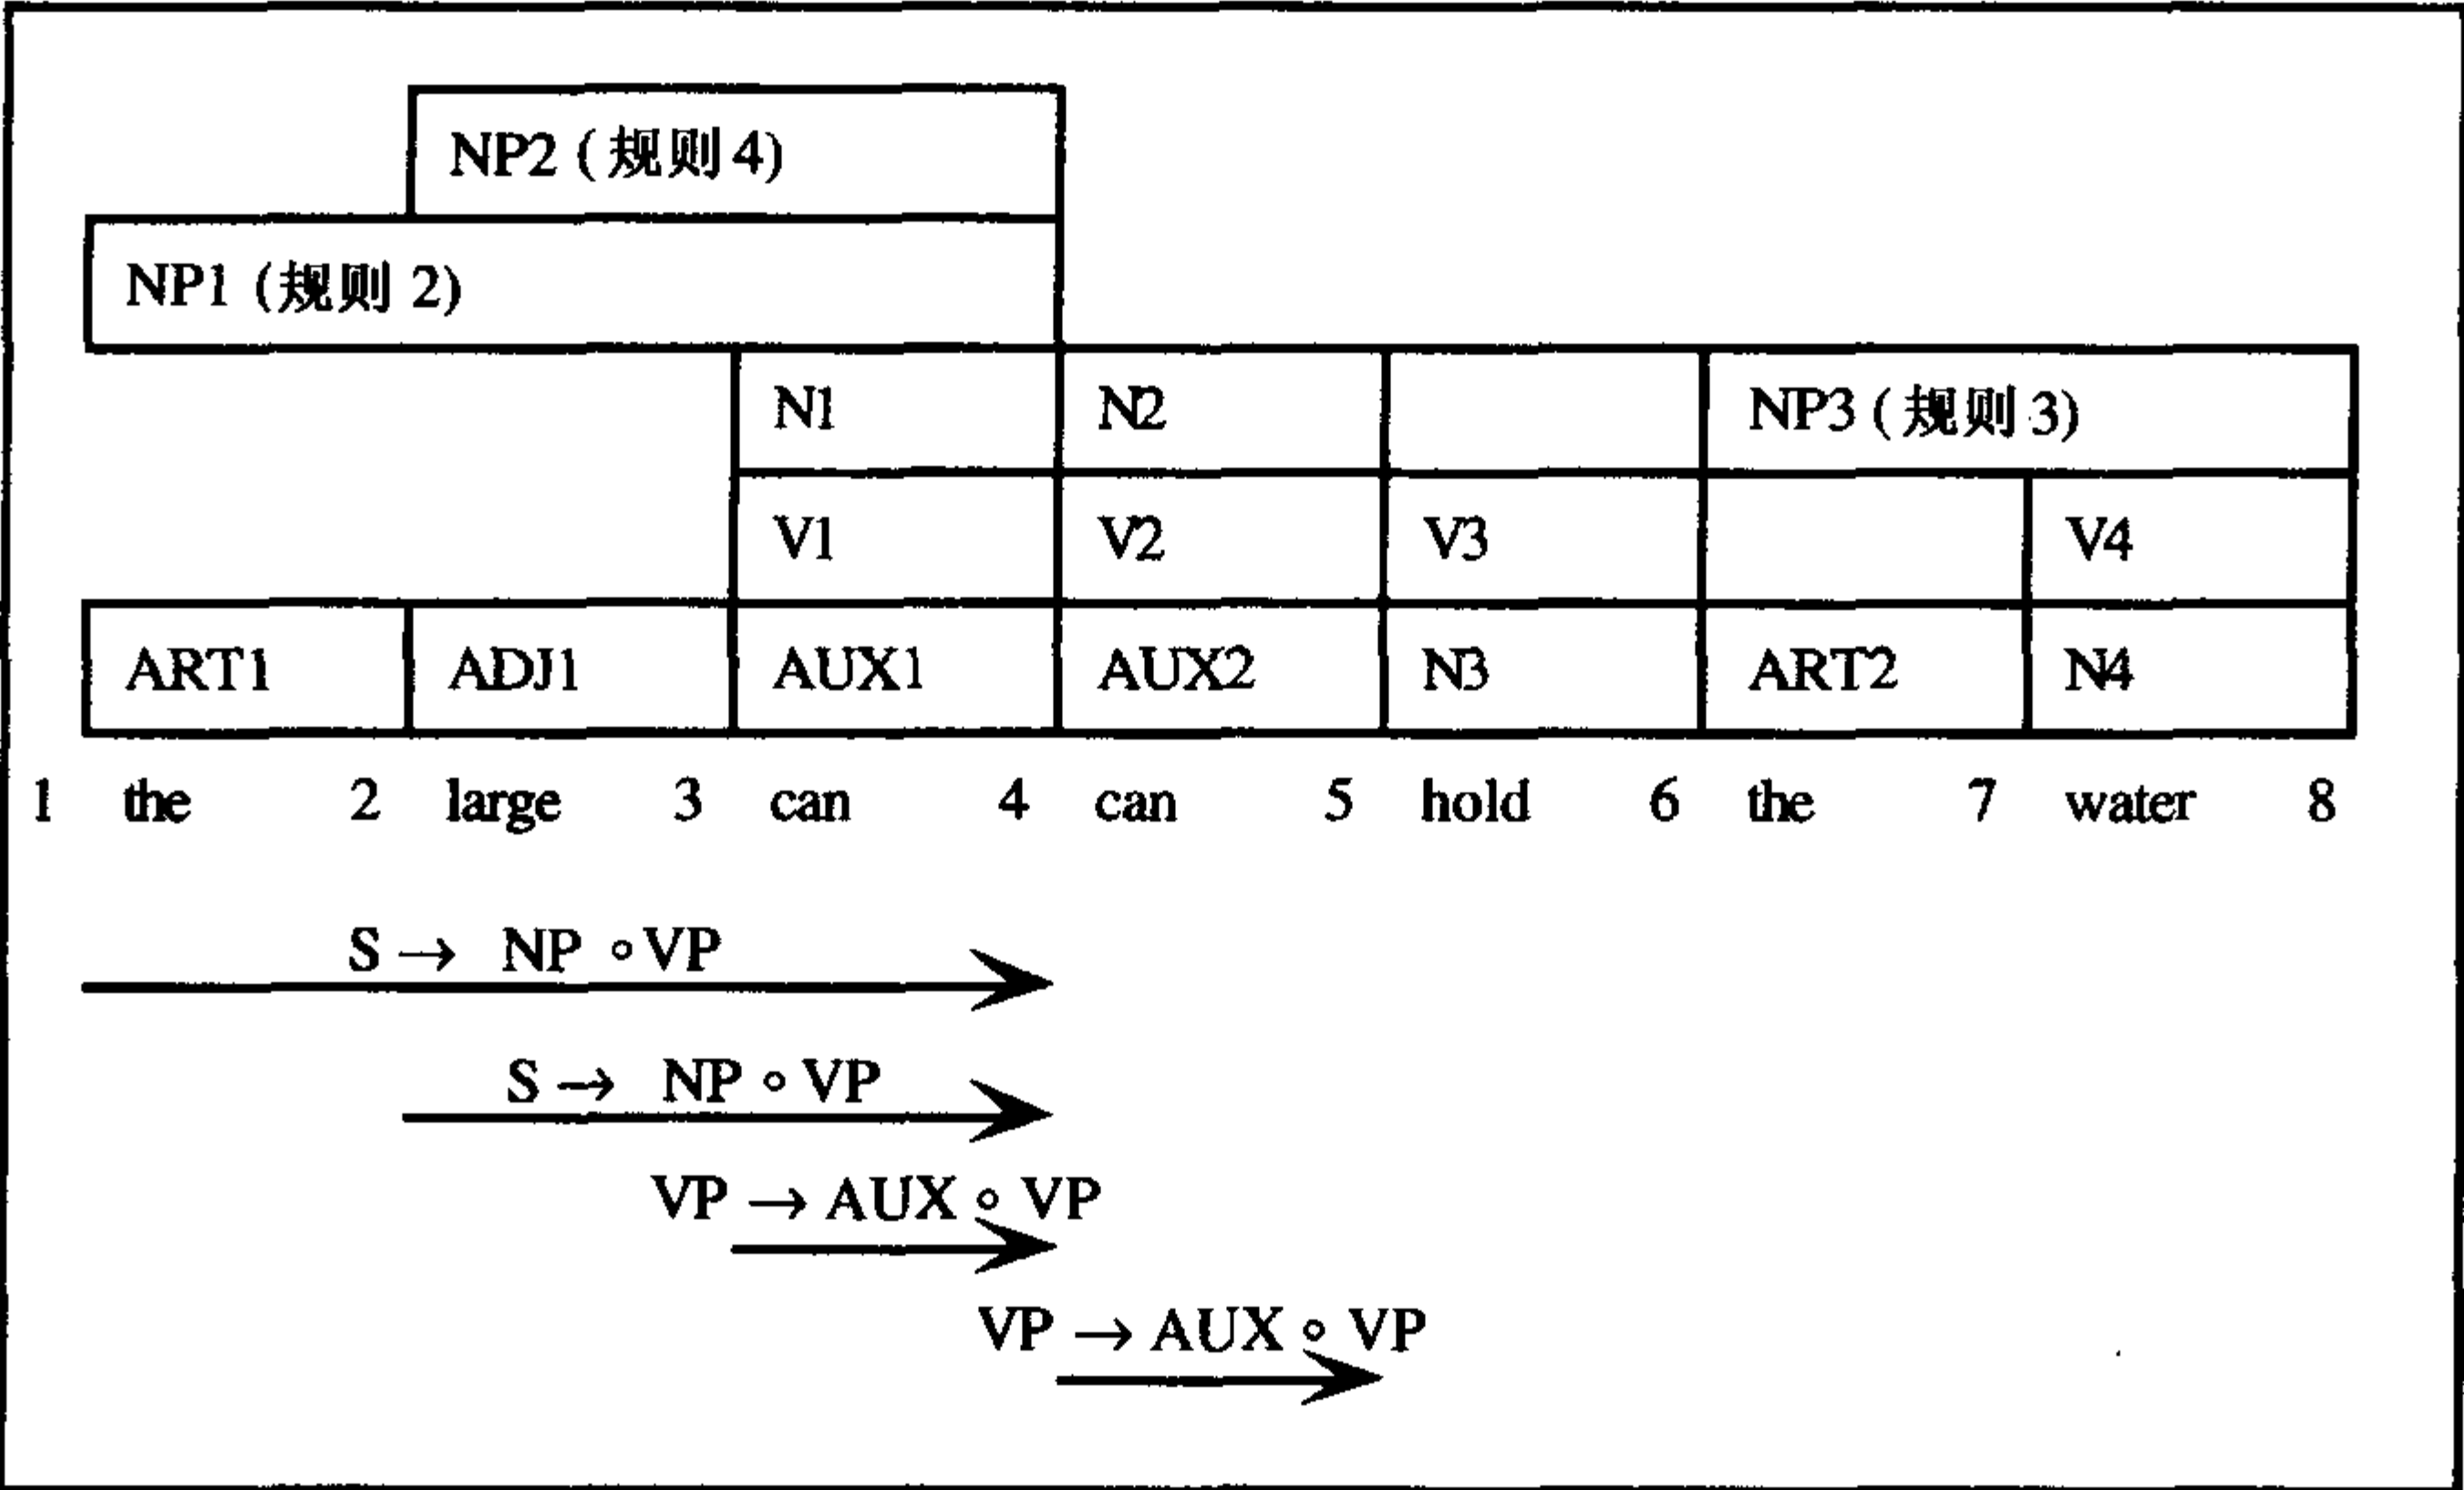 NP2 (规则4)
NP1 (规则 2)
N1 N2 NP3 (规则 3)
V1 V2 V3 V4
ART1 ADJ1 AUX1 AUX2 N3 ART2 N4
1 the 2 large 3 can 4 can 5 hold 6 the 7 water 8
S → NP ∘ VP
S → NP ∘ VP
VP → AUX ∘ VP
VP → AUX ∘ VP